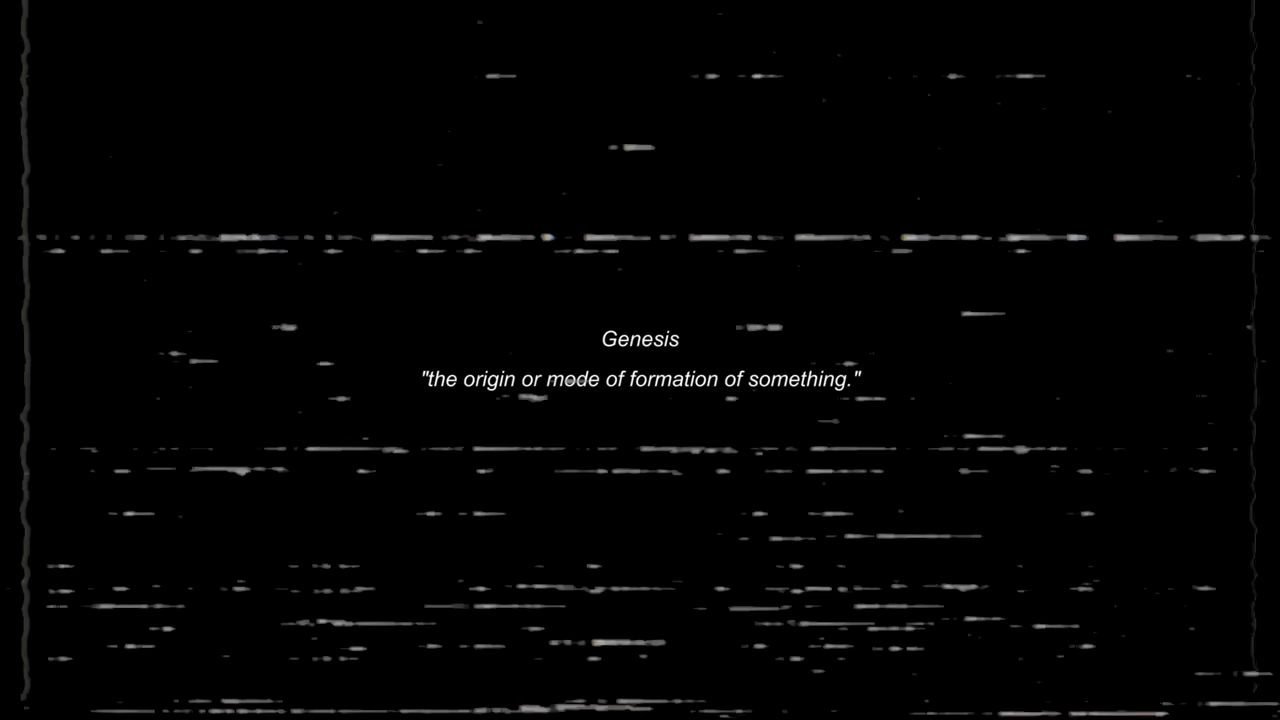 Genesis
"the origin or mode of formation of something."